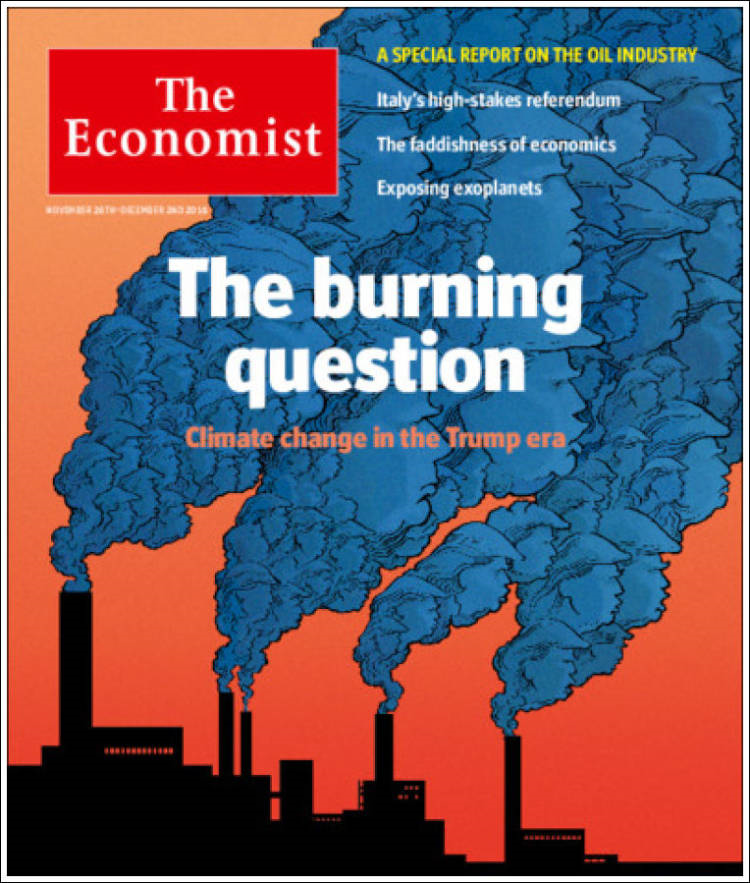 The
Economist
NOVEMBER 26TH-DECEMBER 2ND 2016
A SPECIAL REPORT ON THE OIL INDUSTRY
Italy's high-stakes referendum
The faddishness of economics
Exposing exoplanets
The burning
question
Climate change in the Trump era